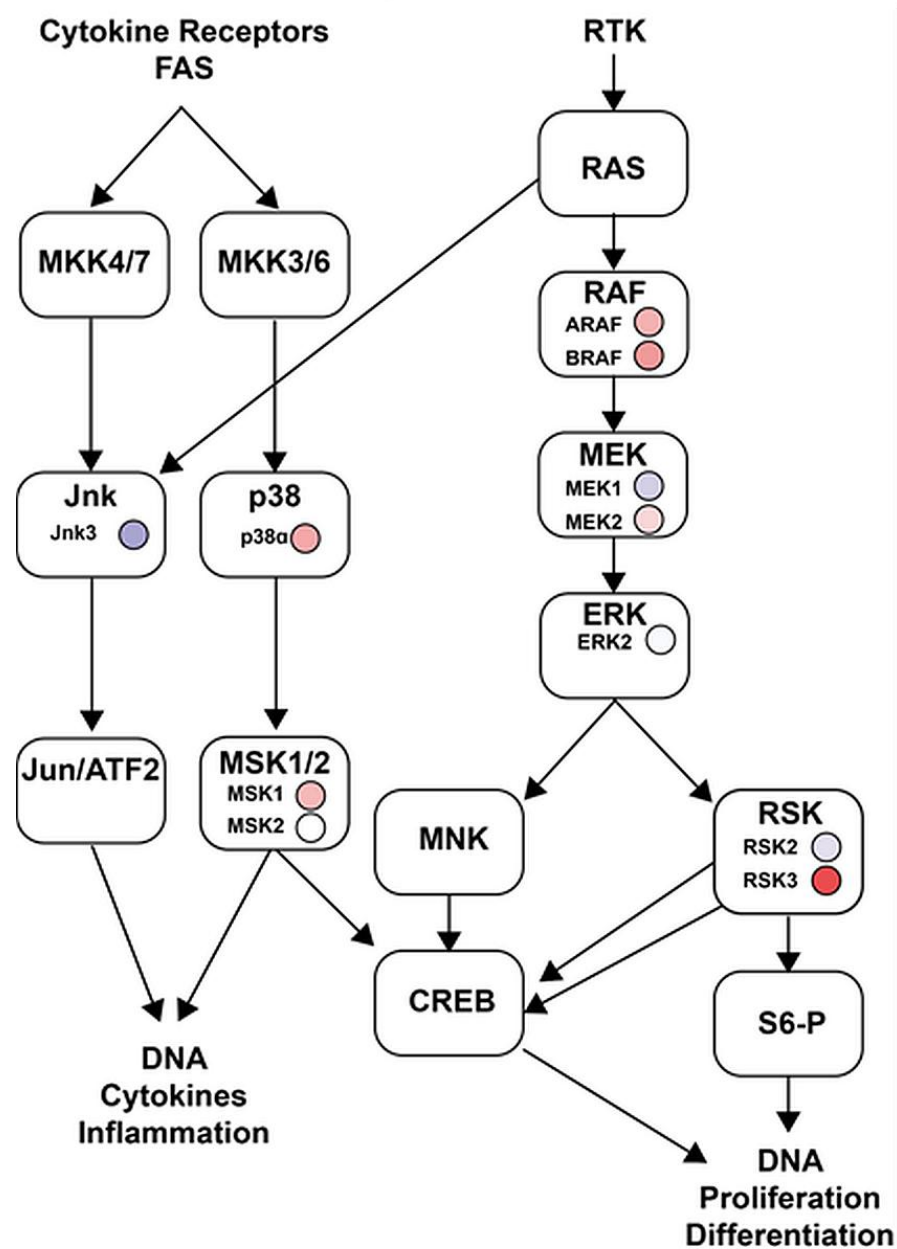 Cytokine Receptors
FAS
RTK
RAS
MKK4/7
MKK3/6
RAF
ARAF
BRAF
MEK
MEK1
MEK2
Jnk
Jnk3
p38
p38α
ERK
ERK2
Jun/ATF2
MSK1/2
MSK1
MSK2
MNK
RSK
RSK2
RSK3
CREB
S6-P
DNA
Cytokines
Inflammation
DNA
Proliferation
Differentiation